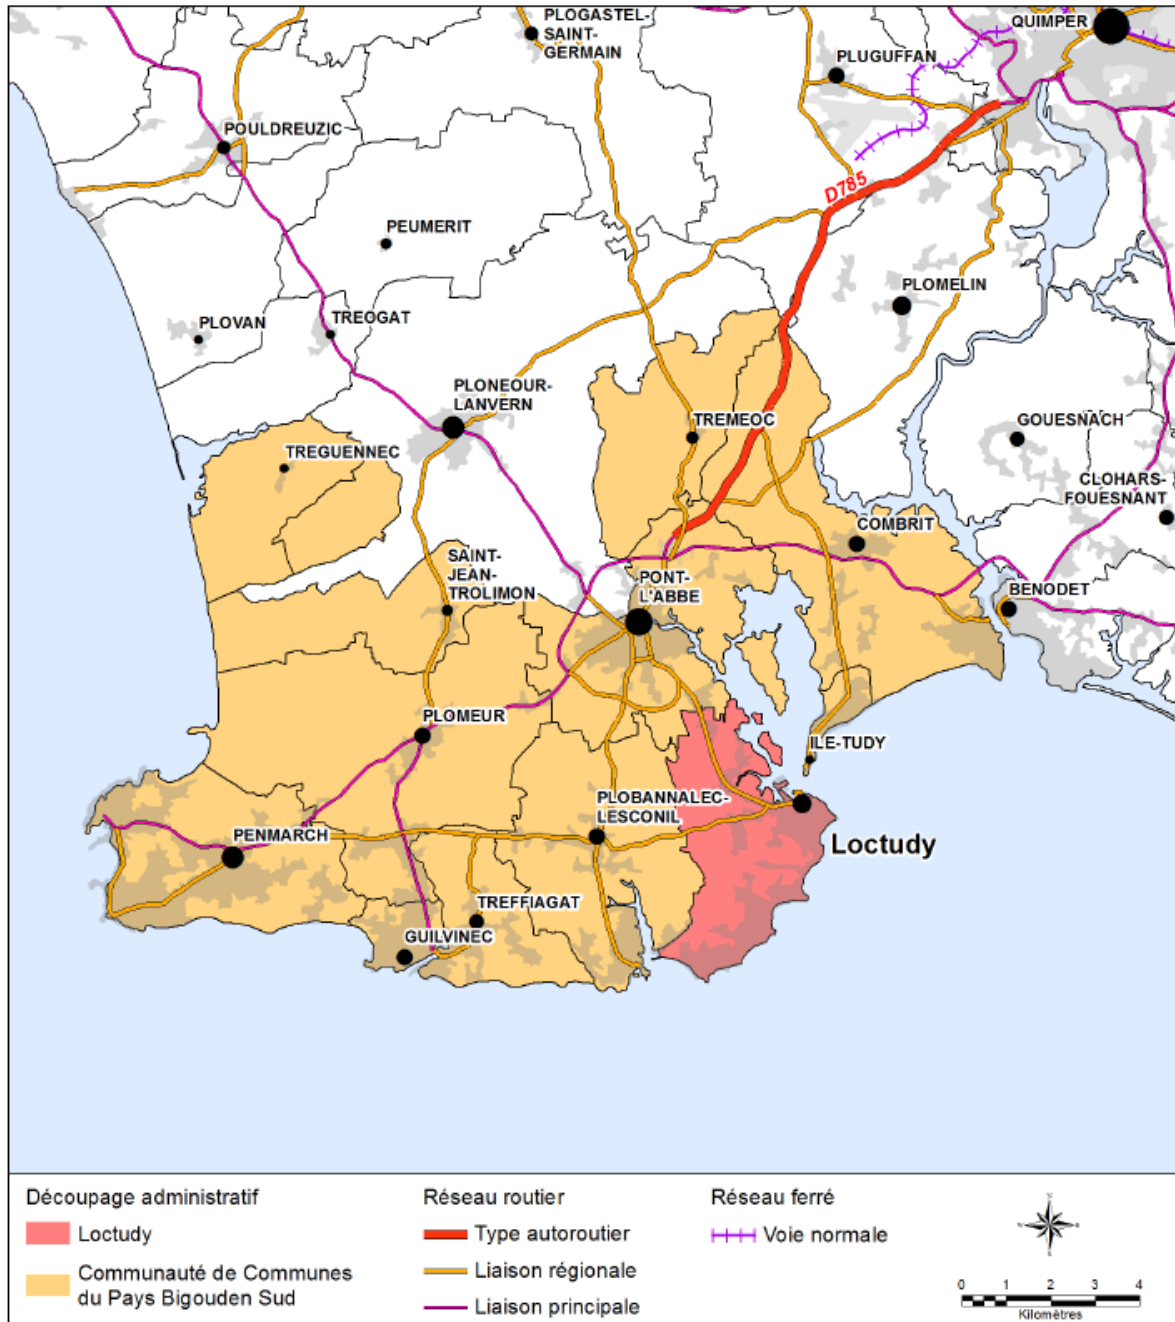 PLOGASTEL-
SAINT-
GERMAIN
QUIMPER
PLUGUFFAN
POULDREUZIC
D785
PEUMERIT
PLOMELIN
PLOVAN
TREOGAT
PLONEOUR-
LANVERN
TREMEOC
GOUESNACH
TREGUENNEC
CLOHARS-
FOUESNANT
COMBRIT
SAINT-
JEAN-
TROLIMON
PONT-
L'ABBE
BENODET
PLOMEUR
ILE-TUDY
PLOBANNALEC-
LESCONIL
PENMARCH
Loctudy
TREFFIAGAT
GUILVINEC
Découpage administratif
Loctudy
Communauté de Communes
du Pays Bigouden Sud
Réseau routier
Type autoroutier
Liaison régionale
Liaison principale
Réseau ferré
Voie normale
0 1 2 3 4
Kilomètres